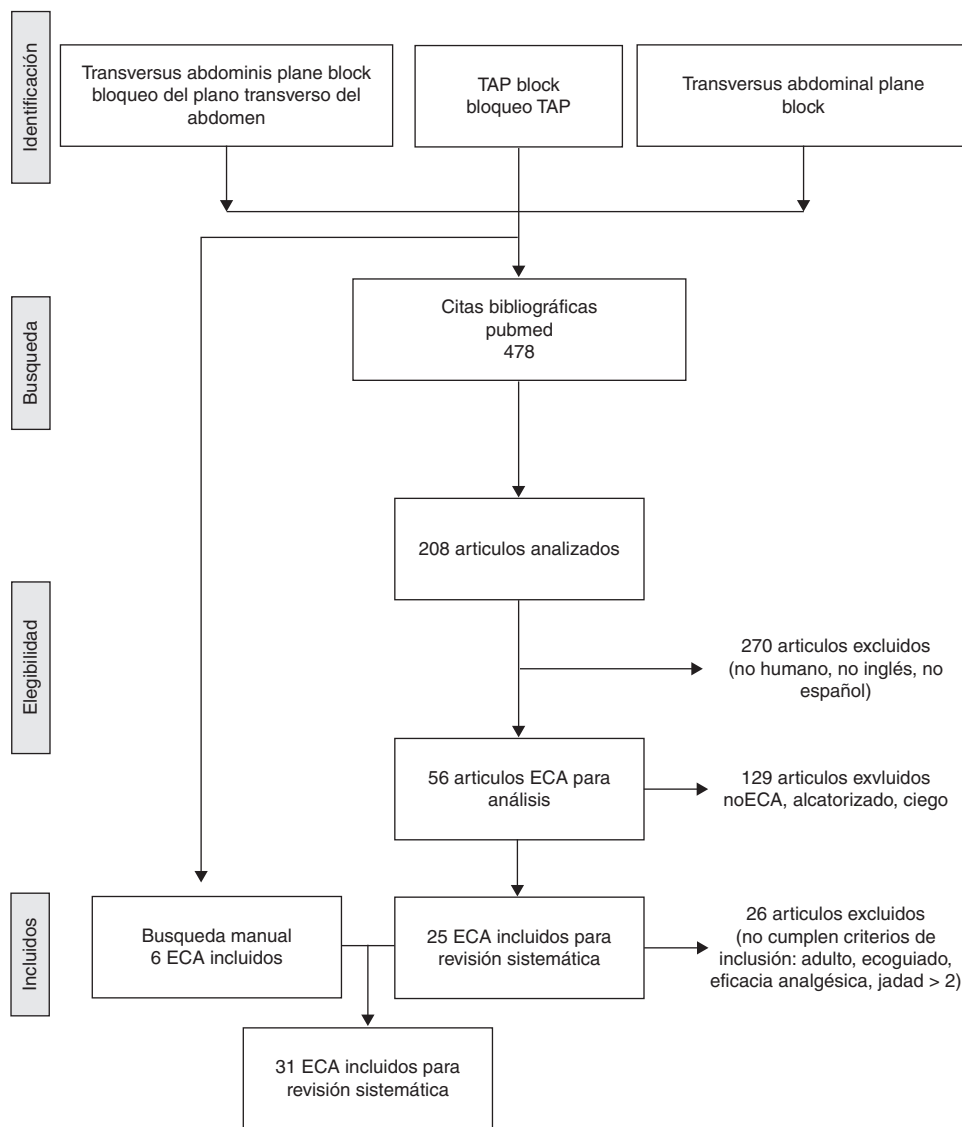 Identificación
Transversus abdominis plane block
bloqueo del plano transverso del
abdomen
TAP block
bloqueo TAP
Transversus abdominal plane
block
Busqueda
Citas bibliográficas
pubmed
478
208 articulos analizados
Elegibilidad
270 articulos excluidos
(no humano, no inglés, no
español)
56 articulos ECA para
análisis
129 articulos exvluidos
noECA, alcatorizado, ciego
Incluidos
Busqueda manual
6 ECA incluidos
25 ECA incluidos para
revisión sistemática
26 articulos excluidos
(no cumplen criterios de
inclusión: adulto, ecoguiado,
eficacia analgésica, jadad > 2)
31 ECA incluidos para
revisión sistemática